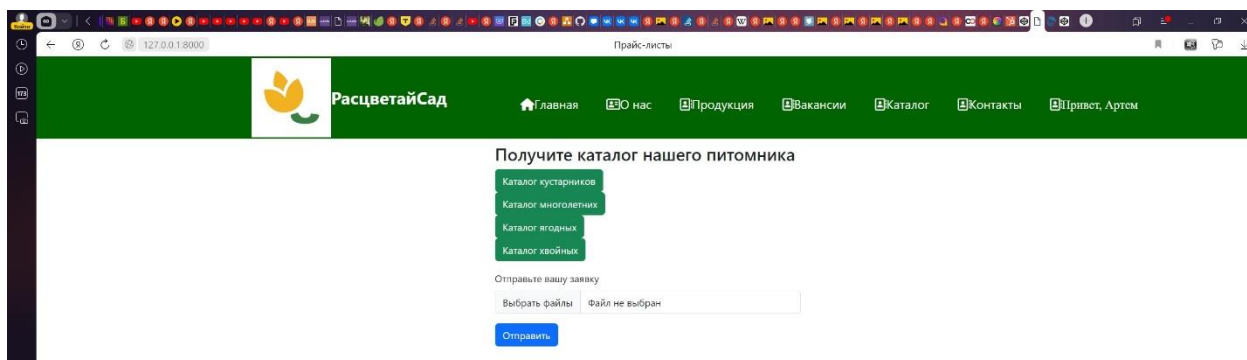 127.0.0.1:8000
Прайс-листы
РасцветайСад
Главная
О нас
Продукция
Вакансии
Каталог
Контакты
Привет, Артем
Получите каталог нашего питомника
Каталог кустарников
Каталог многолетних
Каталог ягодных
Каталог хвойных
Отправьте вашу заявку
Выбрать файлы Файл не выбран
Отправить